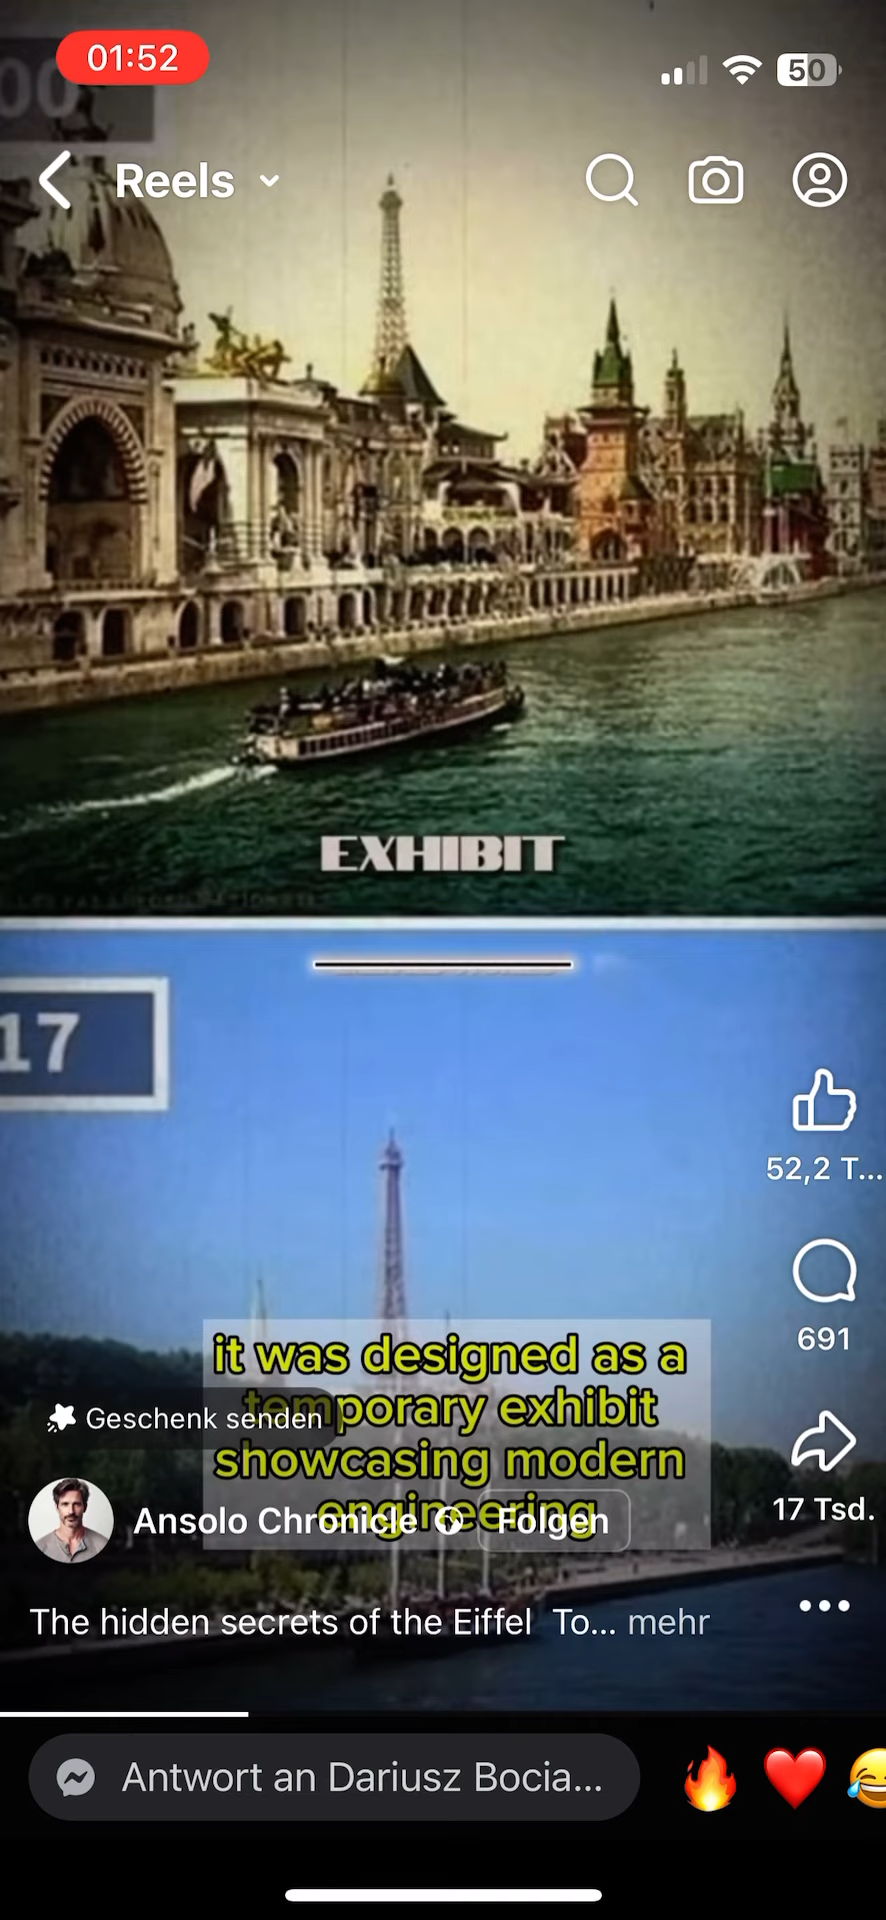 01:52
50
00
Reels
EXHIBIT
17
52,2 T...
it was designed as a
temporary exhibit
showcasing modern
engineering
691
Geschenk senden
17 Tsd.
Ansolo Chronicle
Folgen
The hidden secrets of the Eiffel To... mehr
Antwort an Dariusz Bocia...